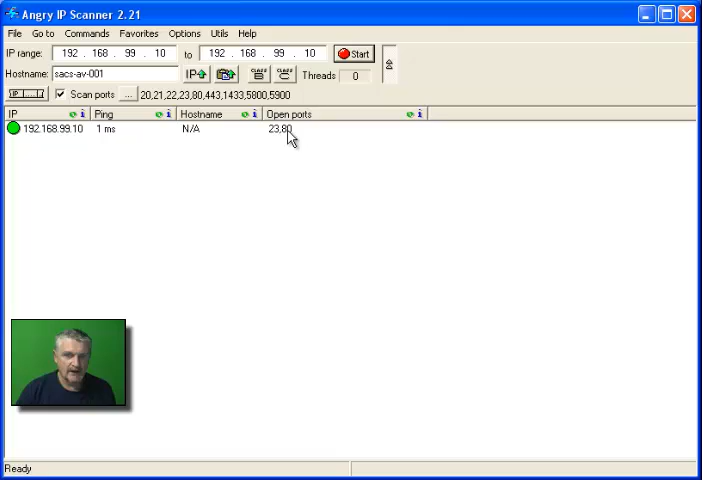 Angry IP Scanner 2.21
File Go to Commands Favorites Options Utils Help
IP range: 192 . 168 . 99 . 10 to 192 . 168 . 99 . 10 Start
Hostname: sacs-av-001 IP CLASS B CLASS C Threads 0
IP Scan ports ... 20,21,22,23,80,443,1433,5800,5900
IP Ping Hostname Open ports
192.168.99.10 1 ms N/A 23,80
Ready